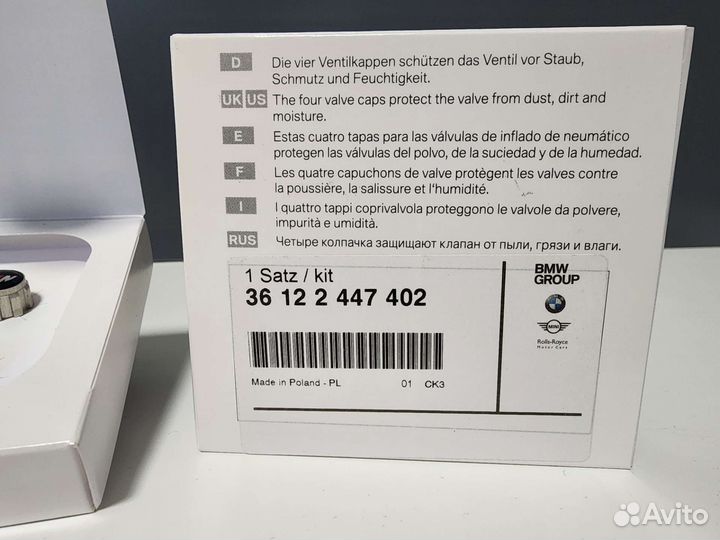 D Die vier Ventilkappen schützen das Ventil vor Staub,
Schmutz und Feuchtigkeit.
UK US The four valve caps protect the valve from dust, dirt and
moisture.
E Estas cuatro tapas para las válvulas de inflado de neumático
protegen las válvulas del polvo, de la suciedad y de la humedad.
F Les quatre capuchons de valve protègent les valves contre
la poussière, la salissure et l'humidité.
I I quattro tappi coprivalvola proteggono le valvole da polvere,
impurità e umidità.
RUS Четыре колпачка защищают клапан от пыли, грязи и влаги.
1 Satz / kit
36 12 2 447 402
Made in Poland - PL 01 CK3
BMW
GROUP
MINI
Rolls-Royce
Motor Cars
Avito